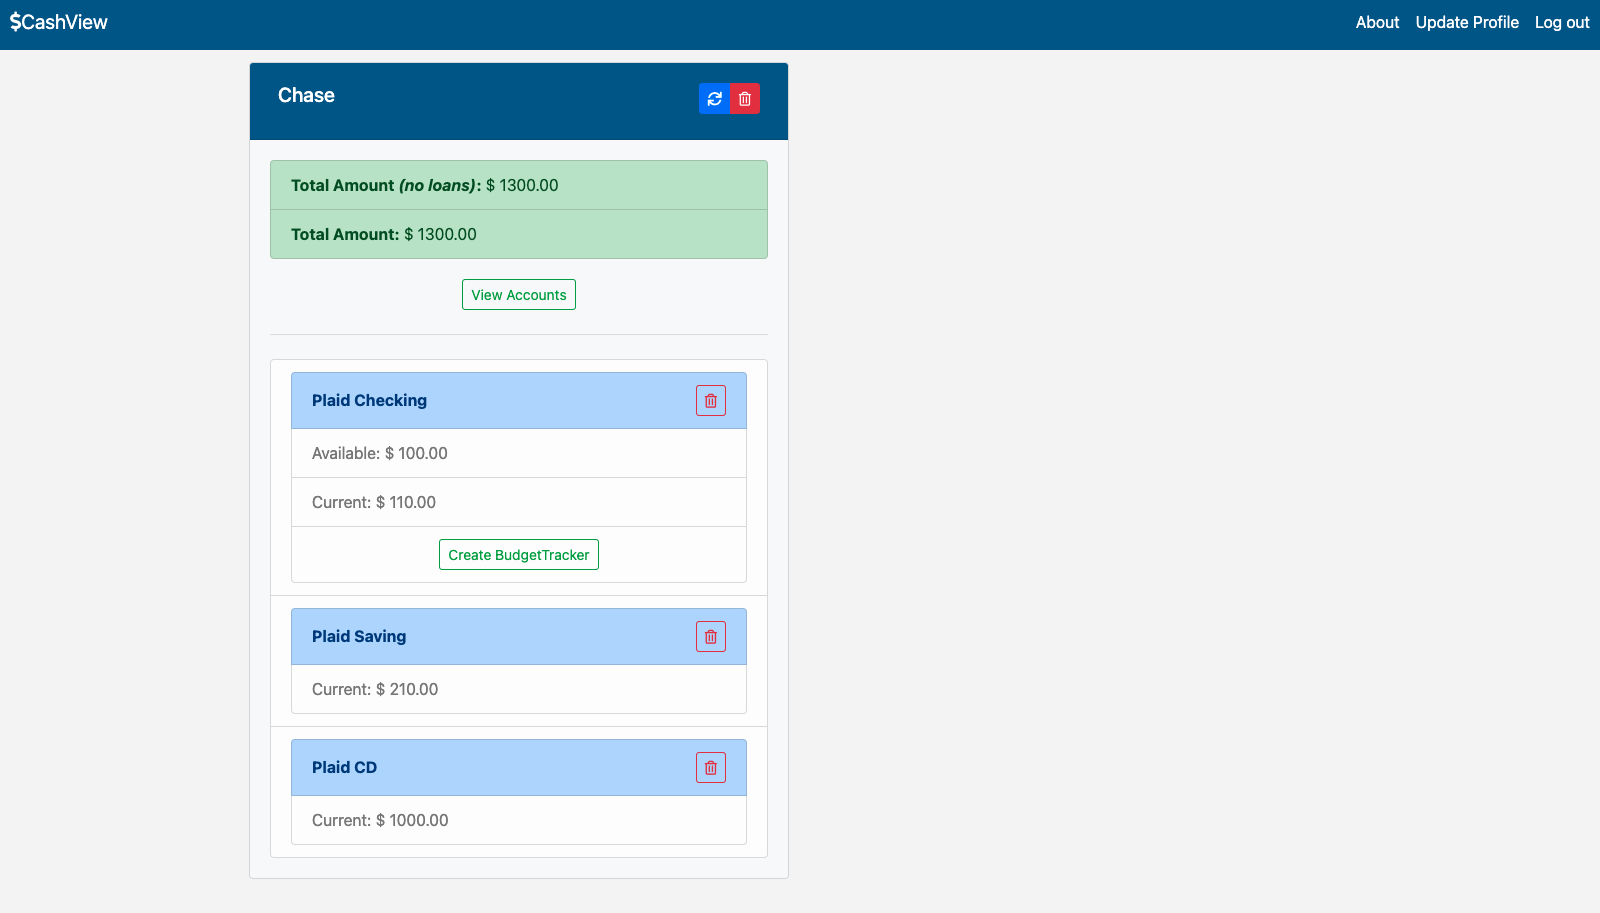 $CashView
About Update Profile Log out
Chase
Total Amount (no loans): $ 1300.00
Total Amount: $ 1300.00
View Accounts
Plaid Checking
Available: $ 100.00
Current: $ 110.00
Create BudgetTracker
Plaid Saving
Current: $ 210.00
Plaid CD
Current: $ 1000.00